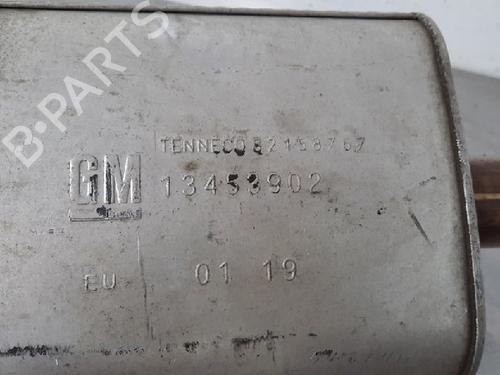 B-PARTS
TENNECO 82158767
GM
13453902
EU
01 19